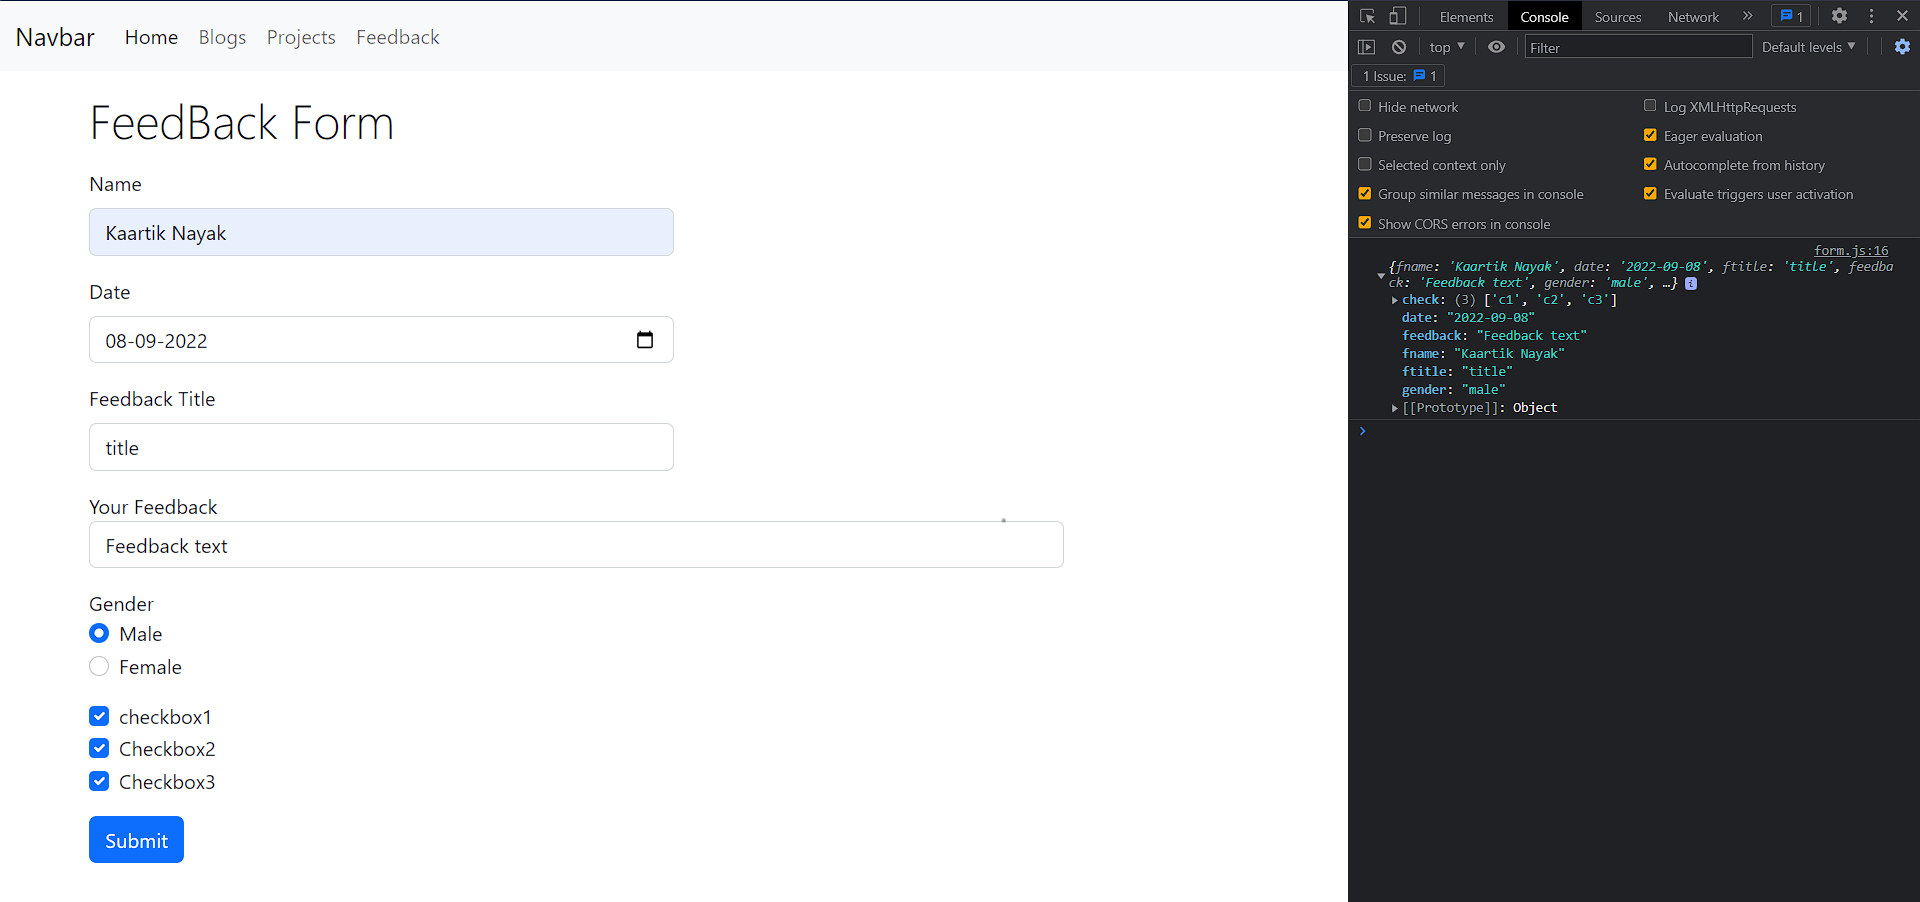 Navbar Home Blogs Projects Feedback
FeedBack Form
Name
Kaartik Nayak
Date
08-09-2022
Feedback Title
title
Your Feedback
Feedback text
Gender
Male
Female
checkbox1
Checkbox2
Checkbox3
Submit
Elements Console Sources Network » 1
top ▼ Filter Default levels ▼
1 Issue: 1
Hide network Log XMLHttpRequests
Preserve log Eager evaluation
Selected context only Autocomplete from history
Group similar messages in console Evaluate triggers user activation
Show CORS errors in console
form.js:16
{fname: 'Kaartik Nayak', date: '2022-09-08', ftitle: 'title', feedba
ck: 'Feedback text', gender: 'male', …} i
check: (3) ['c1', 'c2', 'c3']
date: "2022-09-08"
feedback: "Feedback text"
fname: "Kaartik Nayak"
ftitle: "title"
gender: "male"
[[Prototype]]: Object